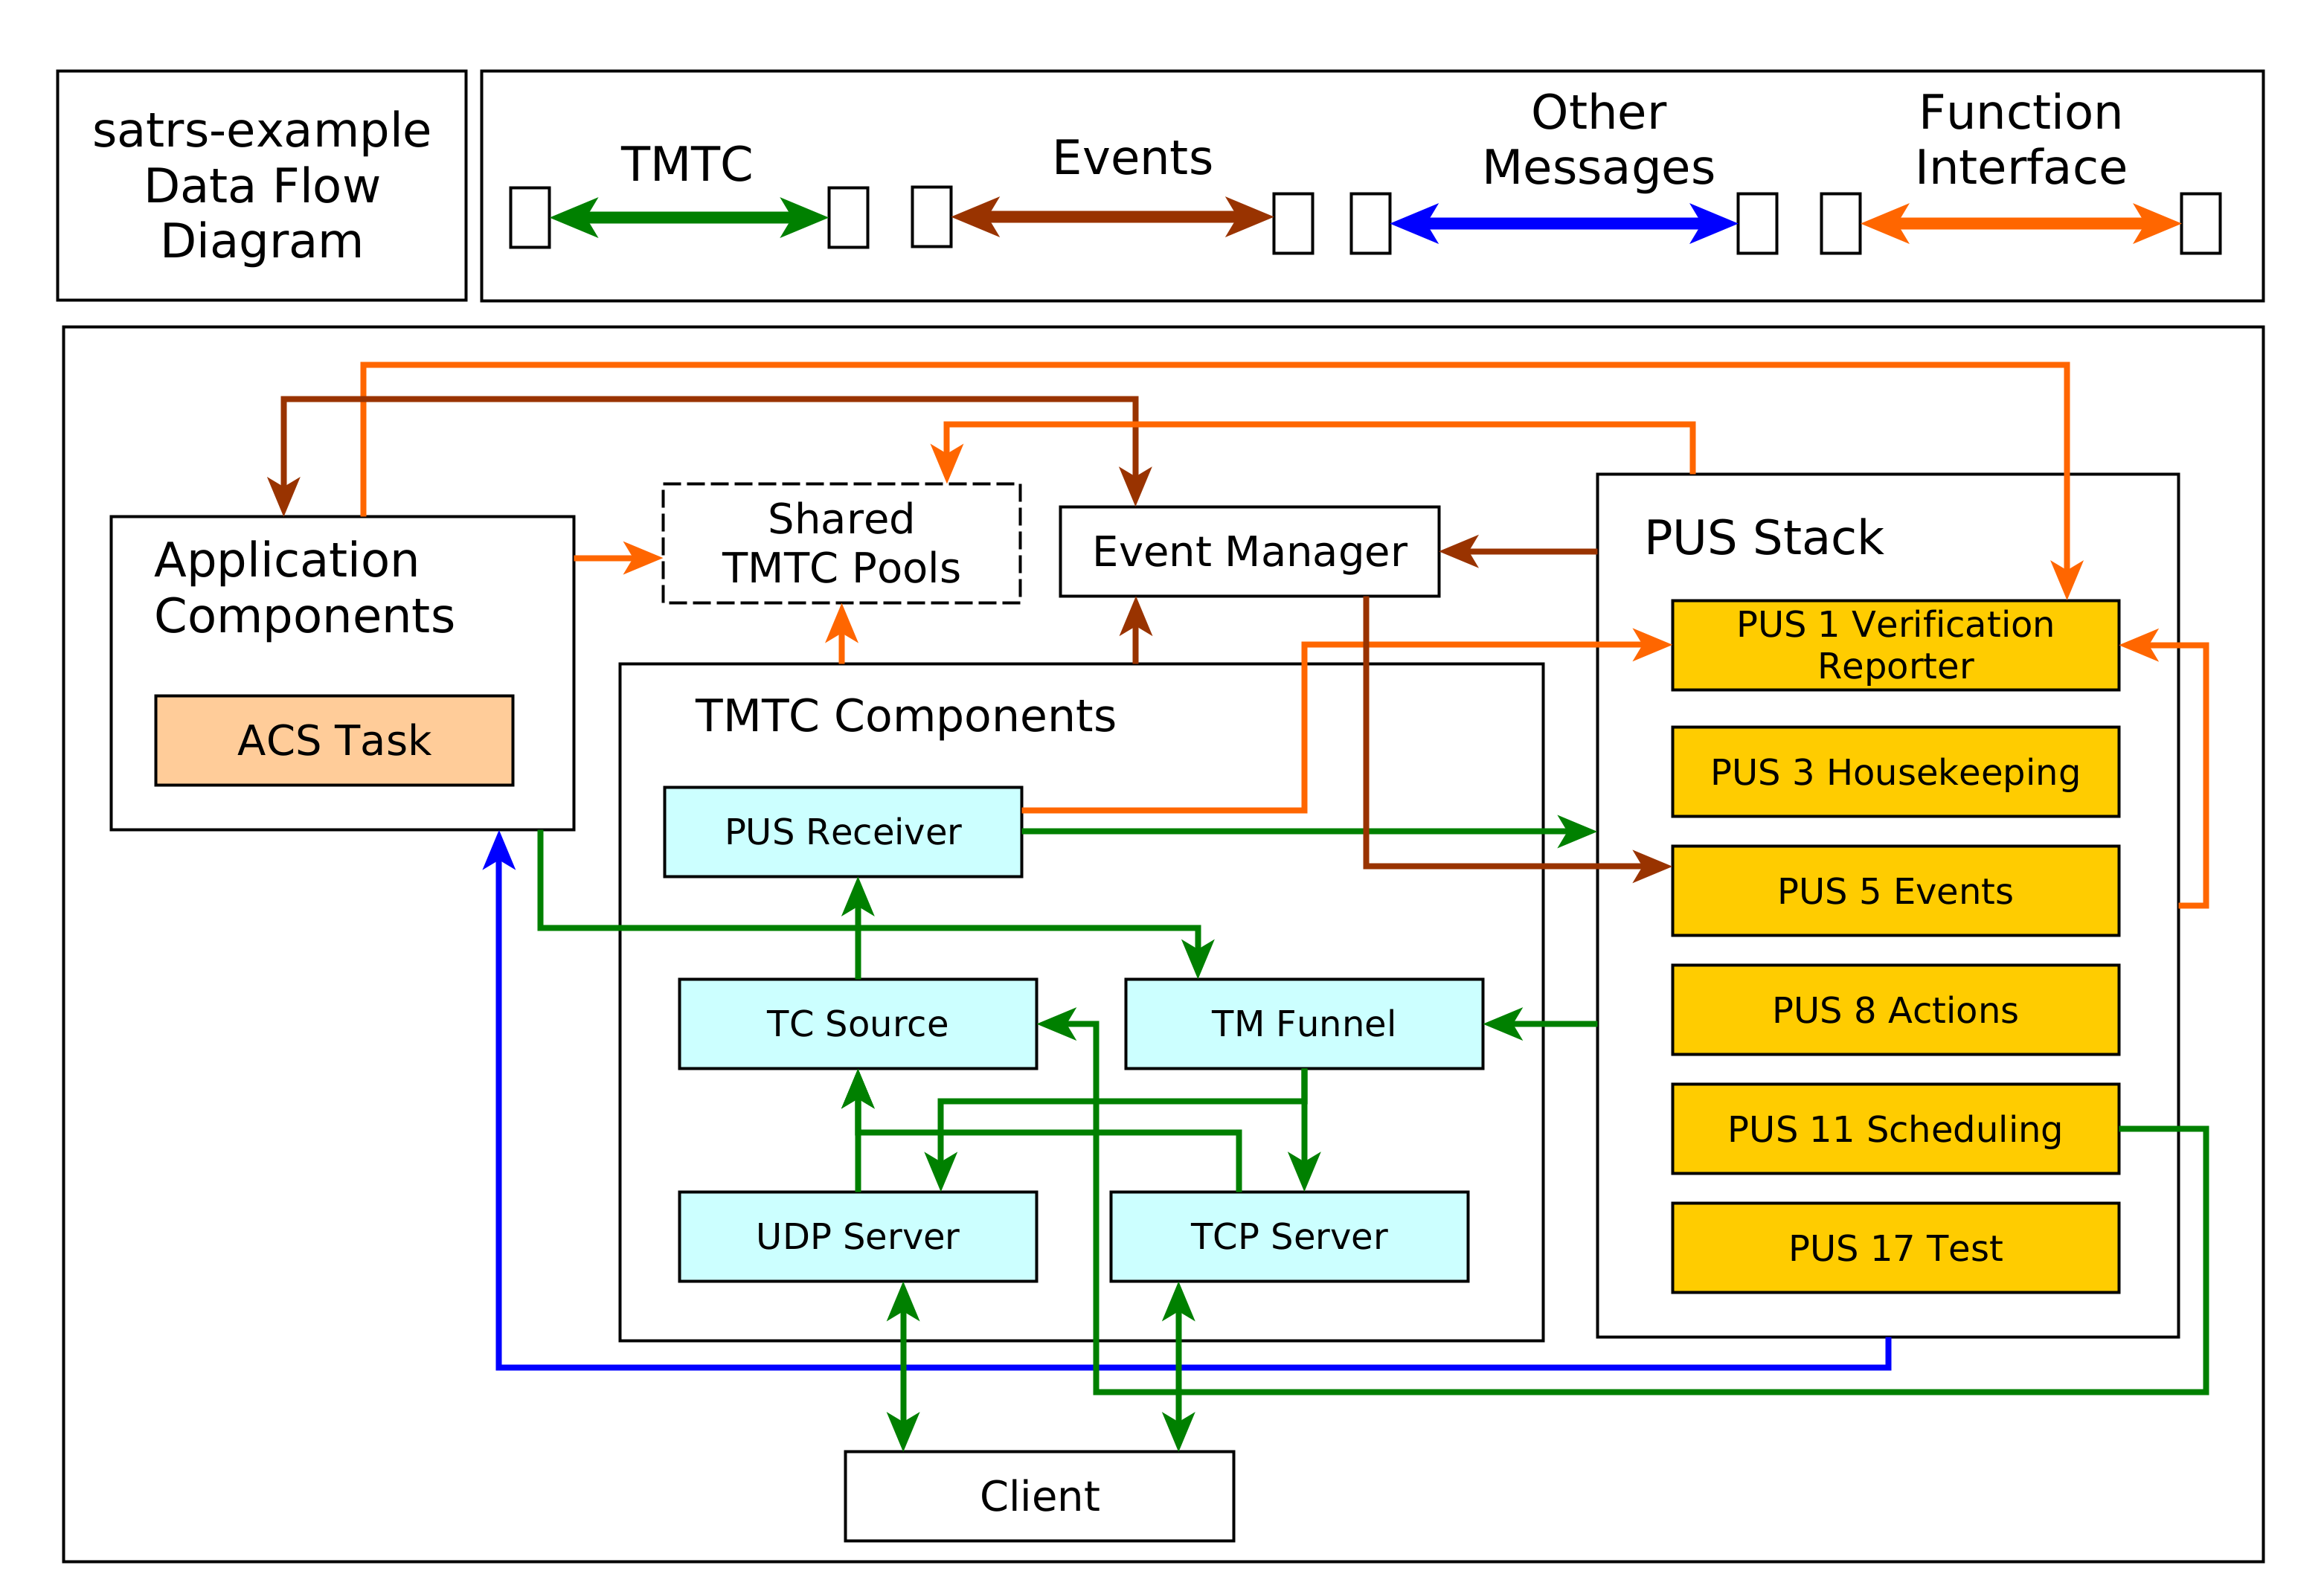 satrs-example
Data Flow
Diagram
TMTC
Events
Other
Messages
Function
Interface
Application
Components
ACS Task
Shared
TMTC Pools
Event Manager
PUS Stack
PUS 1 Verification
Reporter
PUS 3 Housekeeping
PUS 5 Events
PUS 8 Actions
PUS 11 Scheduling
PUS 17 Test
TMTC Components
PUS Receiver
TC Source
TM Funnel
UDP Server
TCP Server
Client